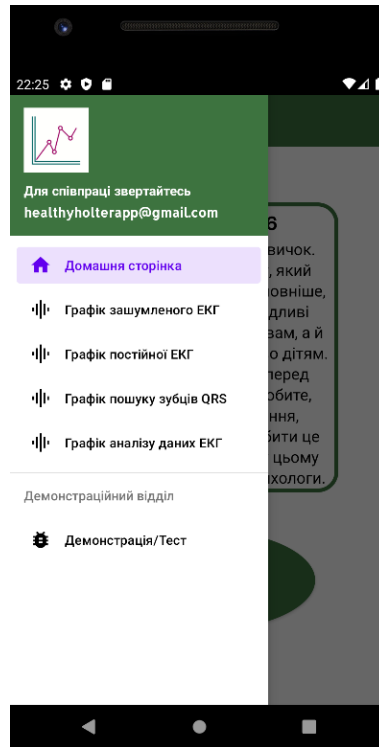 22:25
Для співпраці звертайтесь
healthyholterapp@gmail.com
Домашня сторінка
Графік зашумленого ЕКГ
Графік постійної ЕКГ
Графік пошуку зубців QRS
Графік аналізу даних ЕКГ
Демонстраційний відділ
Демонстрація/Тест
6
вичок.
, який
овніше,
дливі
вам, а й
о дітям.
перед
обите,
ння,
бити це
цьому
ихологи.